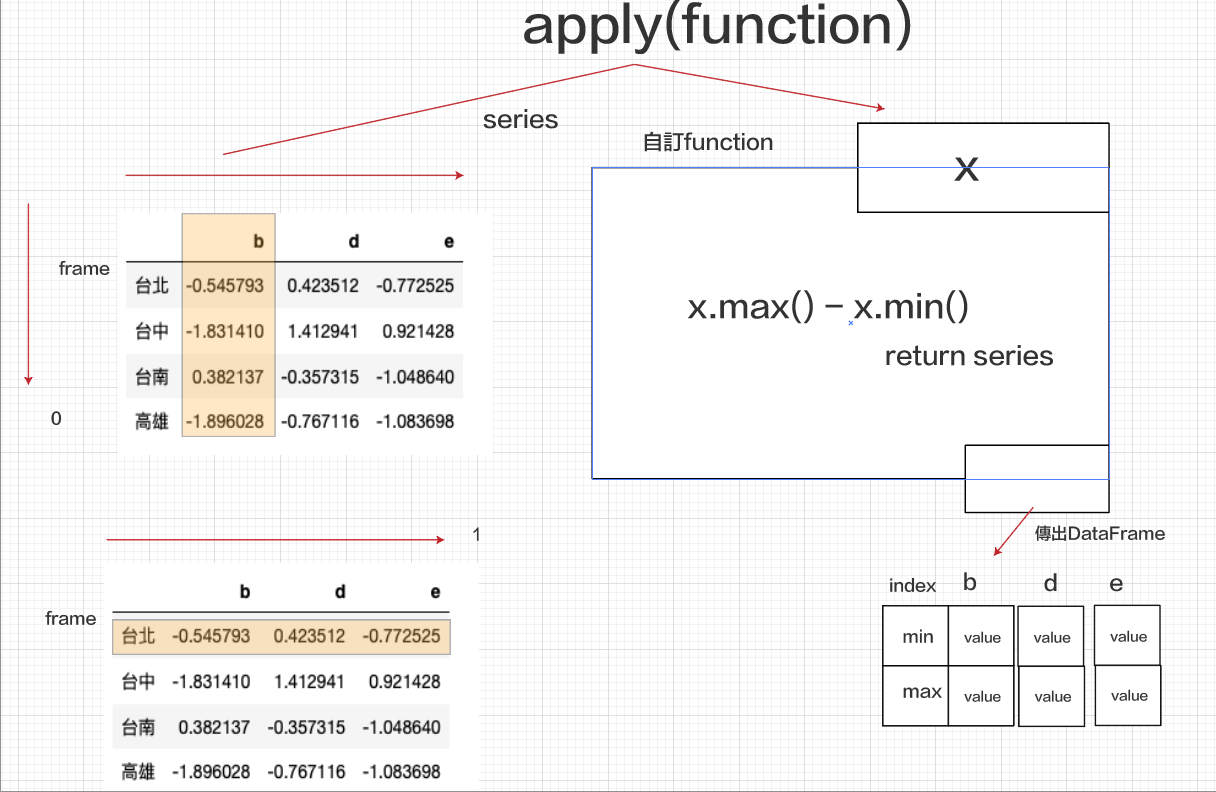 apply(function)
series
自訂function
x
frame
b d e
台北 -0.545793 0.423512 -0.772525
台中 -1.831410 1.412941 0.921428
台南 0.382137 -0.357315 -1.048640
高雄 -1.896028 -0.767116 -1.083698
0
x.max() – x.min()
return series
1
frame
b d e
台北 -0.545793 0.423512 -0.772525
台中 -1.831410 1.412941 0.921428
台南 0.382137 -0.357315 -1.048640
高雄 -1.896028 -0.767116 -1.083698
傳出DataFrame
index b d e
min value value value
max value value value